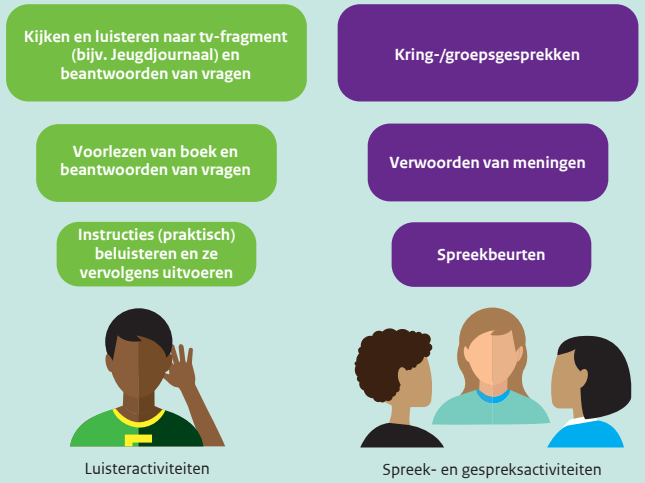 Kijken en luisteren naar tv-fragment
(bijv. Jeugdjournaal) en
beantwoorden van vragen
Voorlezen van boek en
beantwoorden van vragen
Instructies (praktisch)
beluisteren en ze
vervolgens uitvoeren
Luisteractiviteiten
Kring-/groepsgesprekken
Verwoorden van meningen
Spreekbeurten
Spreek- en gespreksactiviteiten